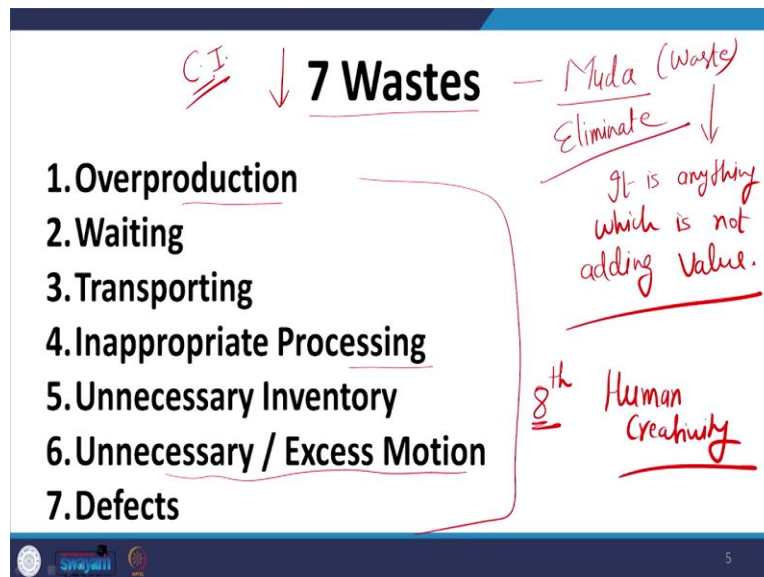 C.I. 7 Wastes - Muda (Waste)
Eliminate
It is anything
which is not
adding Value.
1. Overproduction
2. Waiting
3. Transporting
4. Inappropriate Processing
5. Unnecessary Inventory
6. Unnecessary / Excess Motion
7. Defects
8th Human
Creativity
swayam
5